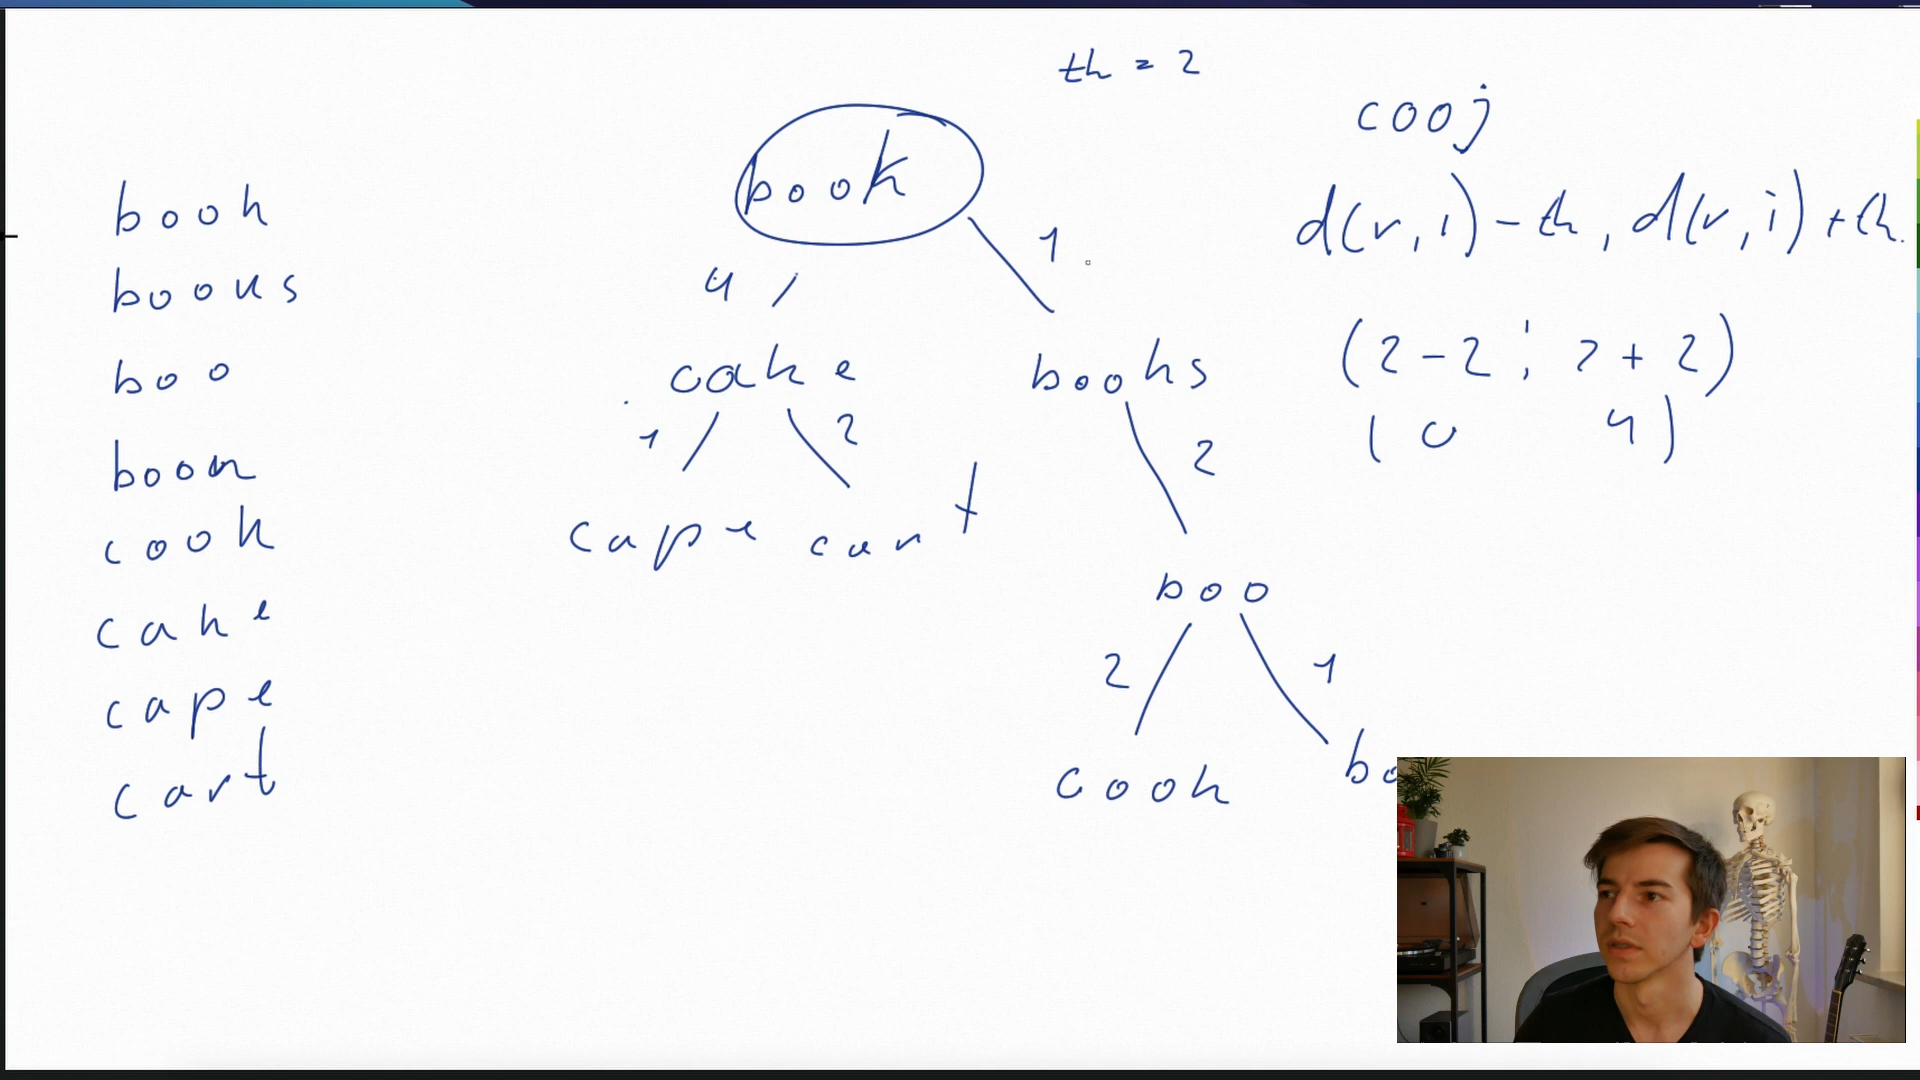 th = 2
cooj
book
d(r,i) - th, d(r,i) + th.
book
1
books
4
(2 - 2 ; 2 + 2)
boo
cake
books
(0 4)
1
2
2
boon
cook
cape
cart
boo
cake
2
1
cape
cook
bo
cart